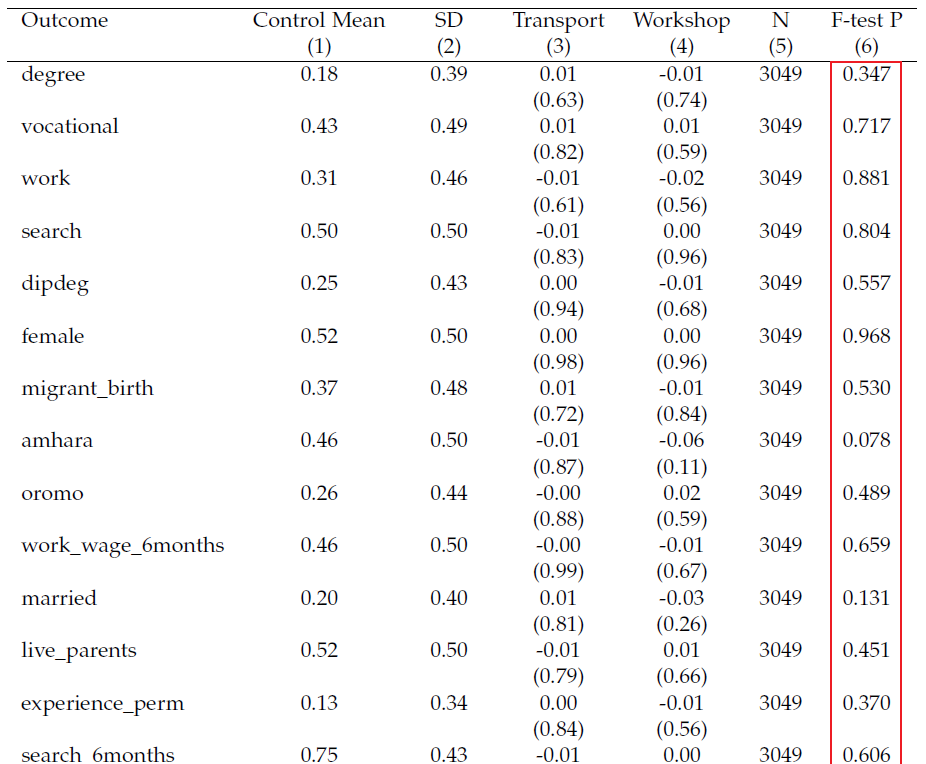 Outcome Control Mean SD Transport Workshop N F-test P
(1) (2) (3) (4) (5) (6)
degree 0.18 0.39 0.01 -0.01 3049 0.347
(0.63) (0.74)
vocational 0.43 0.49 0.01 0.01 3049 0.717
(0.82) (0.59)
work 0.31 0.46 -0.01 -0.02 3049 0.881
(0.61) (0.56)
search 0.50 0.50 -0.01 0.00 3049 0.804
(0.83) (0.96)
dipdeg 0.25 0.43 0.00 -0.01 3049 0.557
(0.94) (0.68)
female 0.52 0.50 0.00 0.00 3049 0.968
(0.98) (0.96)
migrant_birth 0.37 0.48 0.01 -0.01 3049 0.530
(0.72) (0.84)
amhara 0.46 0.50 -0.01 -0.06 3049 0.078
(0.87) (0.11)
oromo 0.26 0.44 -0.00 0.02 3049 0.489
(0.88) (0.59)
work_wage_6months 0.46 0.50 -0.00 -0.01 3049 0.659
(0.99) (0.67)
married 0.20 0.40 0.01 -0.03 3049 0.131
(0.81) (0.26)
live_parents 0.52 0.50 -0.01 0.01 3049 0.451
(0.79) (0.66)
experience_perm 0.13 0.34 0.00 -0.01 3049 0.370
(0.84) (0.56)
search_6months 0.75 0.43 -0.01 0.00 3049 0.606